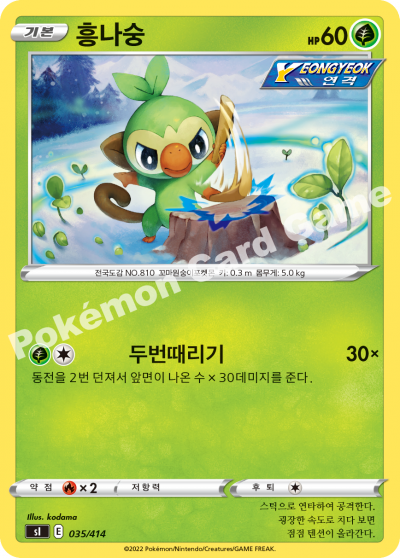 기본 흥나숭 HP60
YEONGYEOK
연격
전국도감 NO.810 꼬마원숭이포켓몬 키: 0.3 m 몸무게: 5.0 kg
Pokémon Card Game
두번때리기 30×
동전을 2번 던져서 앞면이 나온 수 × 30데미지를 준다.
약점 × 2 저항력 후퇴
Illus. kodama
sI E 035/414
스틱으로 연타하여 공격한다.
굉장한 속도로 치다 보면
점점 텐션이 올라간다.
©2022 Pokémon/Nintendo/Creatures/GAME FREAK.